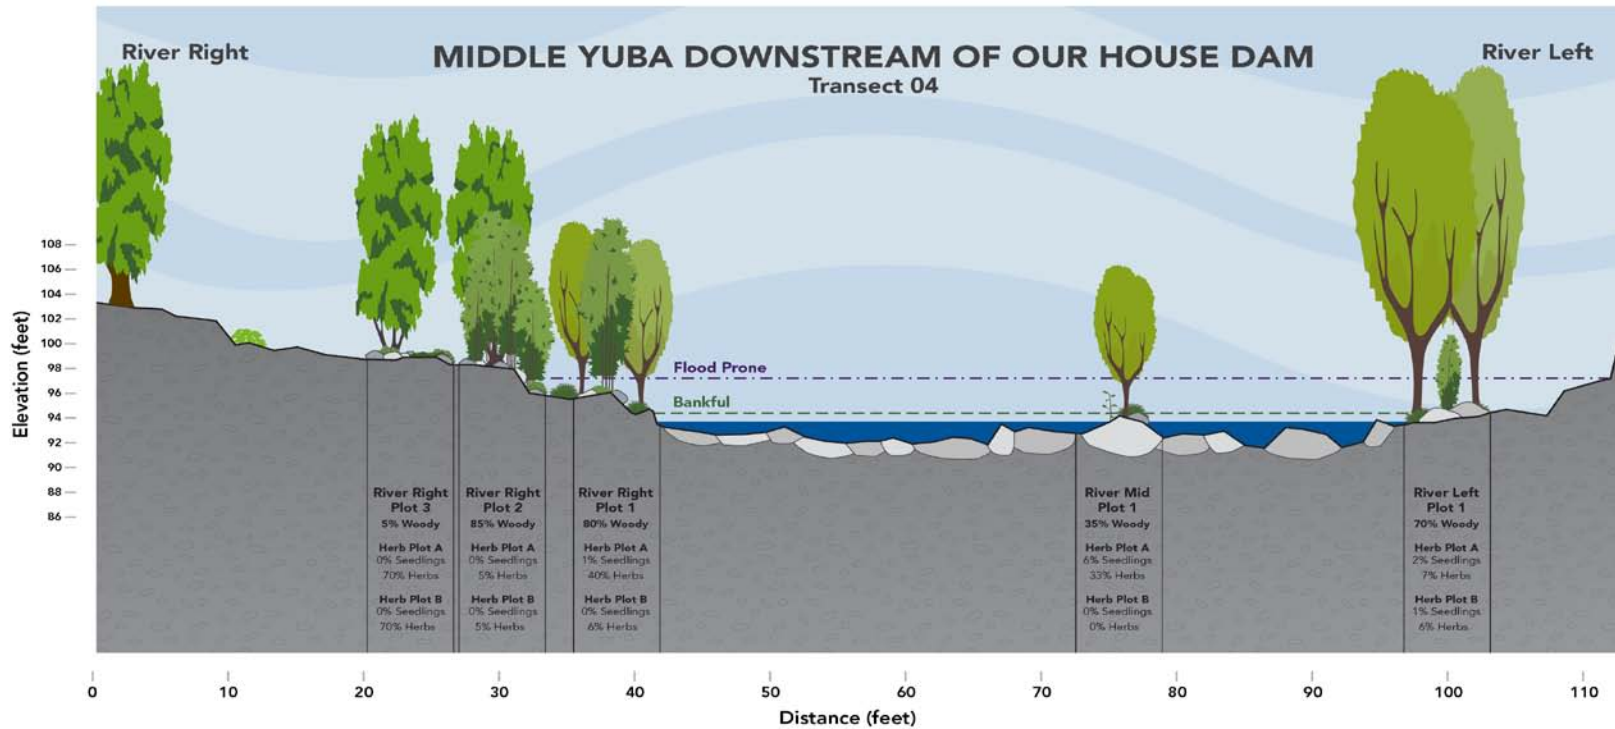 River Right
MIDDLE YUBA DOWNSTREAM OF OUR HOUSE DAM
River Left
Transect 04
Elevation (feet)
108
106
104
102
100
98
96
94
92
90
88
86
Flood Prone
Bankful
River Right
Plot 3
5% Woody
Herb Plot A
0% Seedlings
70% Herbs
Herb Plot B
0% Seedlings
70% Herbs
River Right
Plot 2
85% Woody
Herb Plot A
0% Seedlings
5% Herbs
Herb Plot B
0% Seedlings
5% Herbs
River Right
Plot 1
80% Woody
Herb Plot A
1% Seedlings
40% Herbs
Herb Plot B
0% Seedlings
6% Herbs
River Mid
Plot 1
35% Woody
Herb Plot A
6% Seedlings
33% Herbs
Herb Plot B
0% Seedlings
0% Herbs
River Left
Plot 1
70% Woody
Herb Plot A
2% Seedlings
7% Herbs
Herb Plot B
1% Seedlings
6% Herbs
0 10 20 30 40 50 60 70 80 90 100 110
Distance (feet)